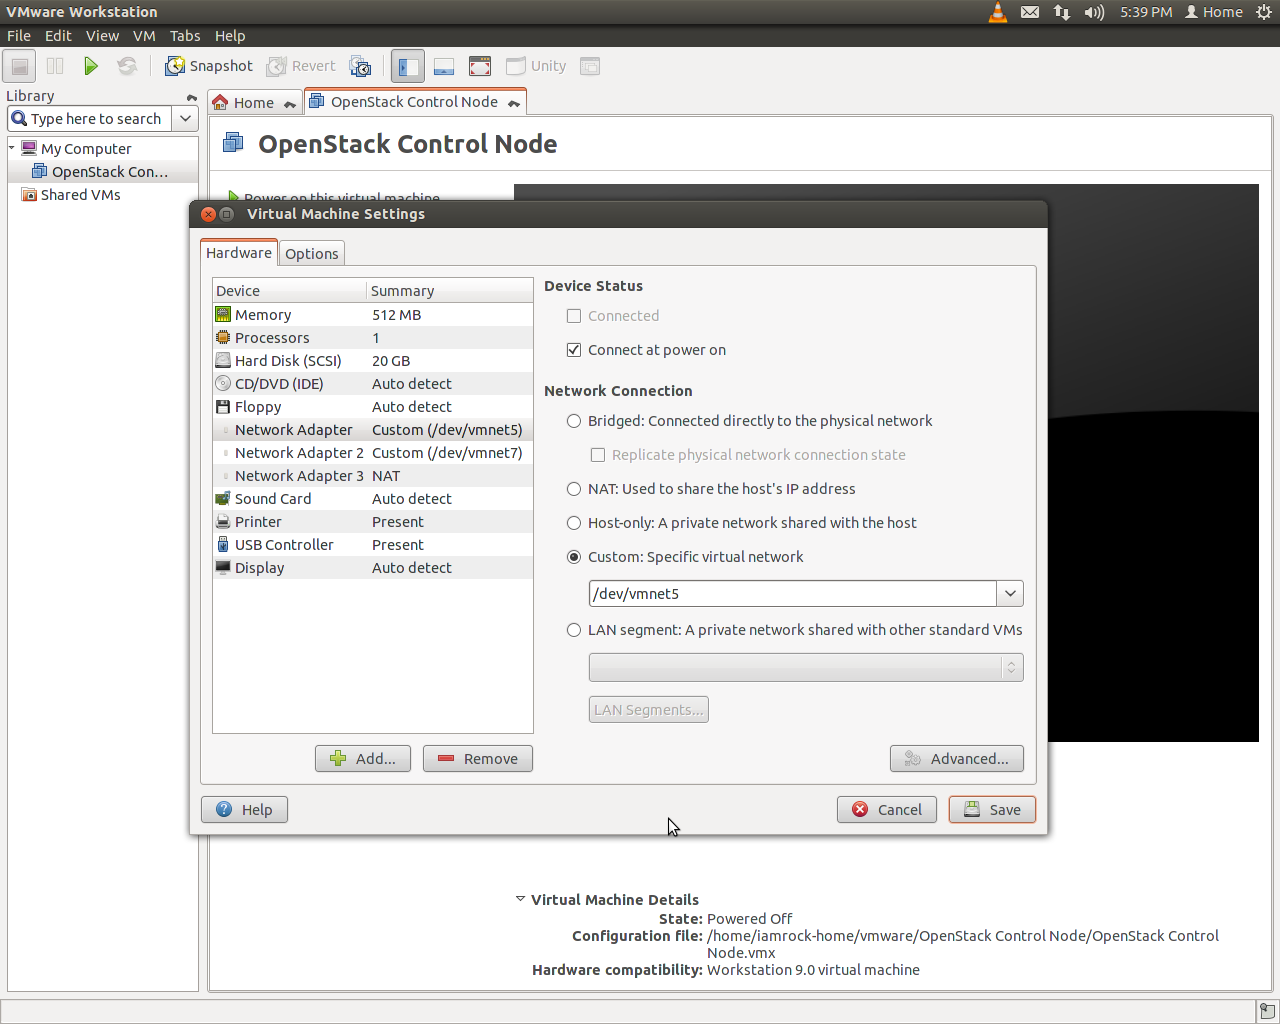 VMware Workstation
5:39 PM Home
File Edit View VM Tabs Help
Snapshot Revert Unity
Library
Type here to search
My Computer
OpenStack Con...
Shared VMs
Home OpenStack Control Node
OpenStack Control Node
Power on this virtual machine
Virtual Machine Settings
Hardware Options
Device Summary
Memory 512 MB
Processors 1
Hard Disk (SCSI) 20 GB
CD/DVD (IDE) Auto detect
Floppy Auto detect
Network Adapter Custom (/dev/vmnet5)
Network Adapter 2 Custom (/dev/vmnet7)
Network Adapter 3 NAT
Sound Card Auto detect
Printer Present
USB Controller Present
Display Auto detect
Add... Remove
Device Status
Connected
Connect at power on
Network Connection
Bridged: Connected directly to the physical network
Replicate physical network connection state
NAT: Used to share the host's IP address
Host-only: A private network shared with the host
Custom: Specific virtual network
/dev/vmnet5
LAN segment: A private network shared with other standard VMs
LAN Segments...
Advanced...
Help Cancel Save
Virtual Machine Details
State: Powered Off
Configuration file: /home/iamrock-home/vmware/OpenStack Control Node/OpenStack Control
Node.vmx
Hardware compatibility: Workstation 9.0 virtual machine